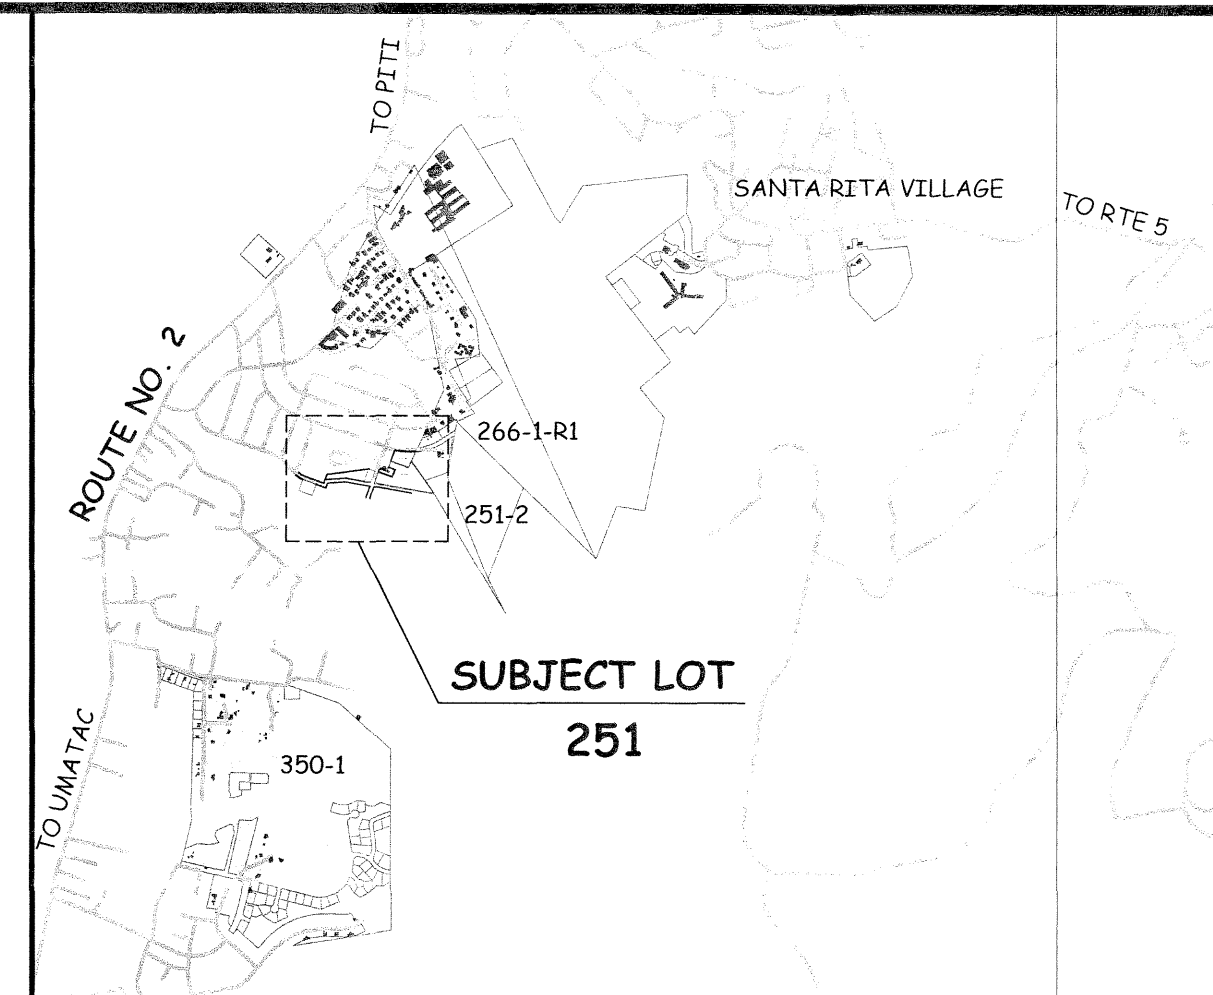 TO PITI
SANTA RITA VILLAGE
TO RTE 5
ROUTE NO. 2
266-1-R1
251-2
SUBJECT LOT
251
TO UMATAC
350-1